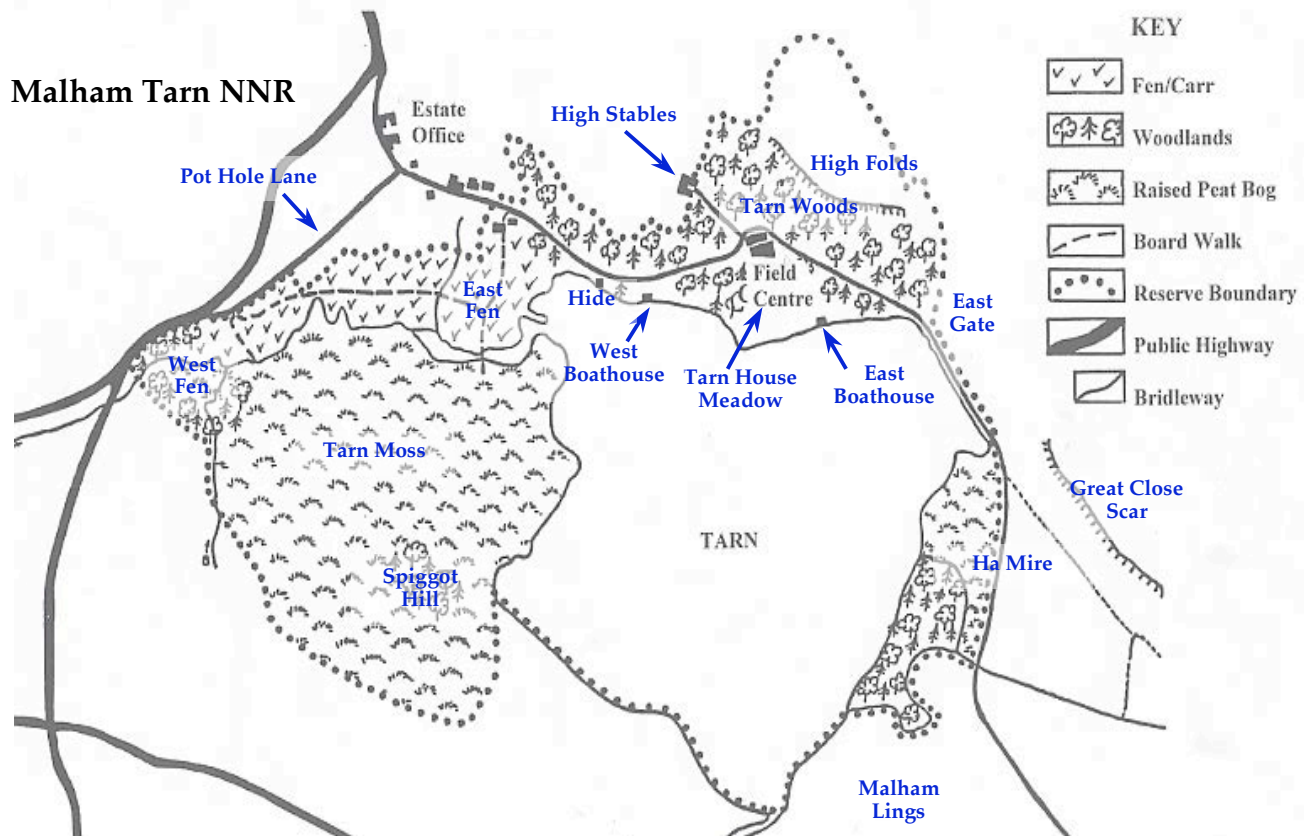 Malham Tarn NNR
KEY
Fen/Carr
Woodlands
Raised Peat Bog
Board Walk
Reserve Boundary
Public Highway
Bridleway
Estate
Office
High Stables
Pot Hole Lane
High Folds
Tarn Woods
East
Fen
Hide
Field
Centre
East
Gate
West
Fen
West
Boathouse
Tarn House
Meadow
East
Boathouse
Tarn Moss
Great Close
Scar
TARN
Ha Mire
Spiggot
Hill
Malham
Lings